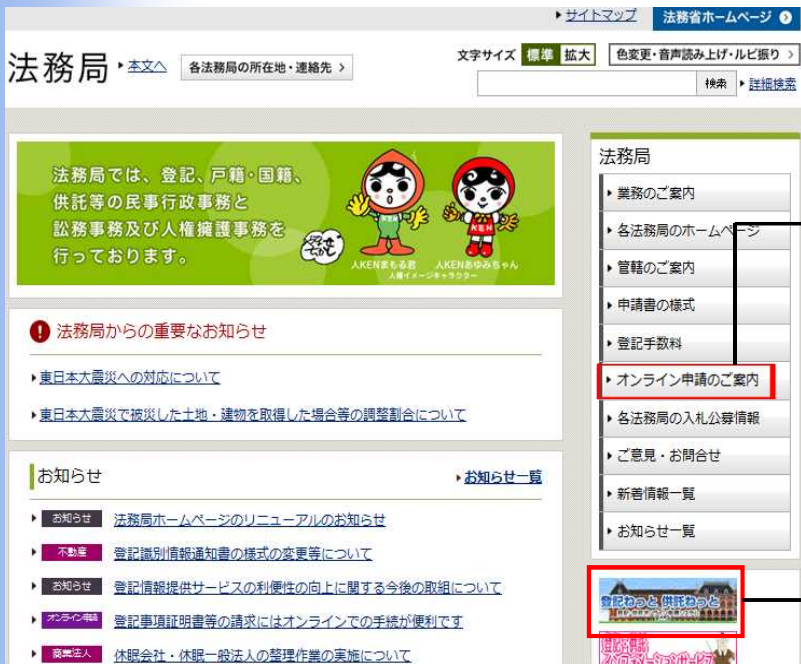 サイトマップ
法務省ホームページ
法務局
本文へ
各法務局の所在地・連絡先
文字サイズ 標準 拡大
色変更・音声読み上げ・ルビ振り
検索
詳細検索
法務局では、登記、戸籍・国籍、
供託等の民事行政事務と
訟務事務及び人権擁護事務を
行っております。
人KENまもる君
人KENあゆみちゃん
人権イメージキャラクター
KEN
法務局からの重要なお知らせ
東日本大震災への対応について
東日本大震災で被災した土地・建物を取得した場合等の調整割合について
お知らせ
お知らせ一覧
お知らせ 法務局ホームページのリニューアルのお知らせ
不動産 登記識別情報通知書の様式の変更等について
お知らせ 登記情報提供サービスの利便性の向上に関する今後の取組について
オンライン申請 登記事項証明書等の請求にはオンラインでの手続が便利です
商業法人 休眠会社・休眠一般法人の整理作業の実施について
法務局
業務のご案内
各法務局のホームページ
管轄のご案内
申請書の様式
登記手数料
オンライン申請のご案内
各法務局の入札公募情報
ご意見・お問合せ
新着情報一覧
お知らせ一覧
登記ねっと 供託ねっと